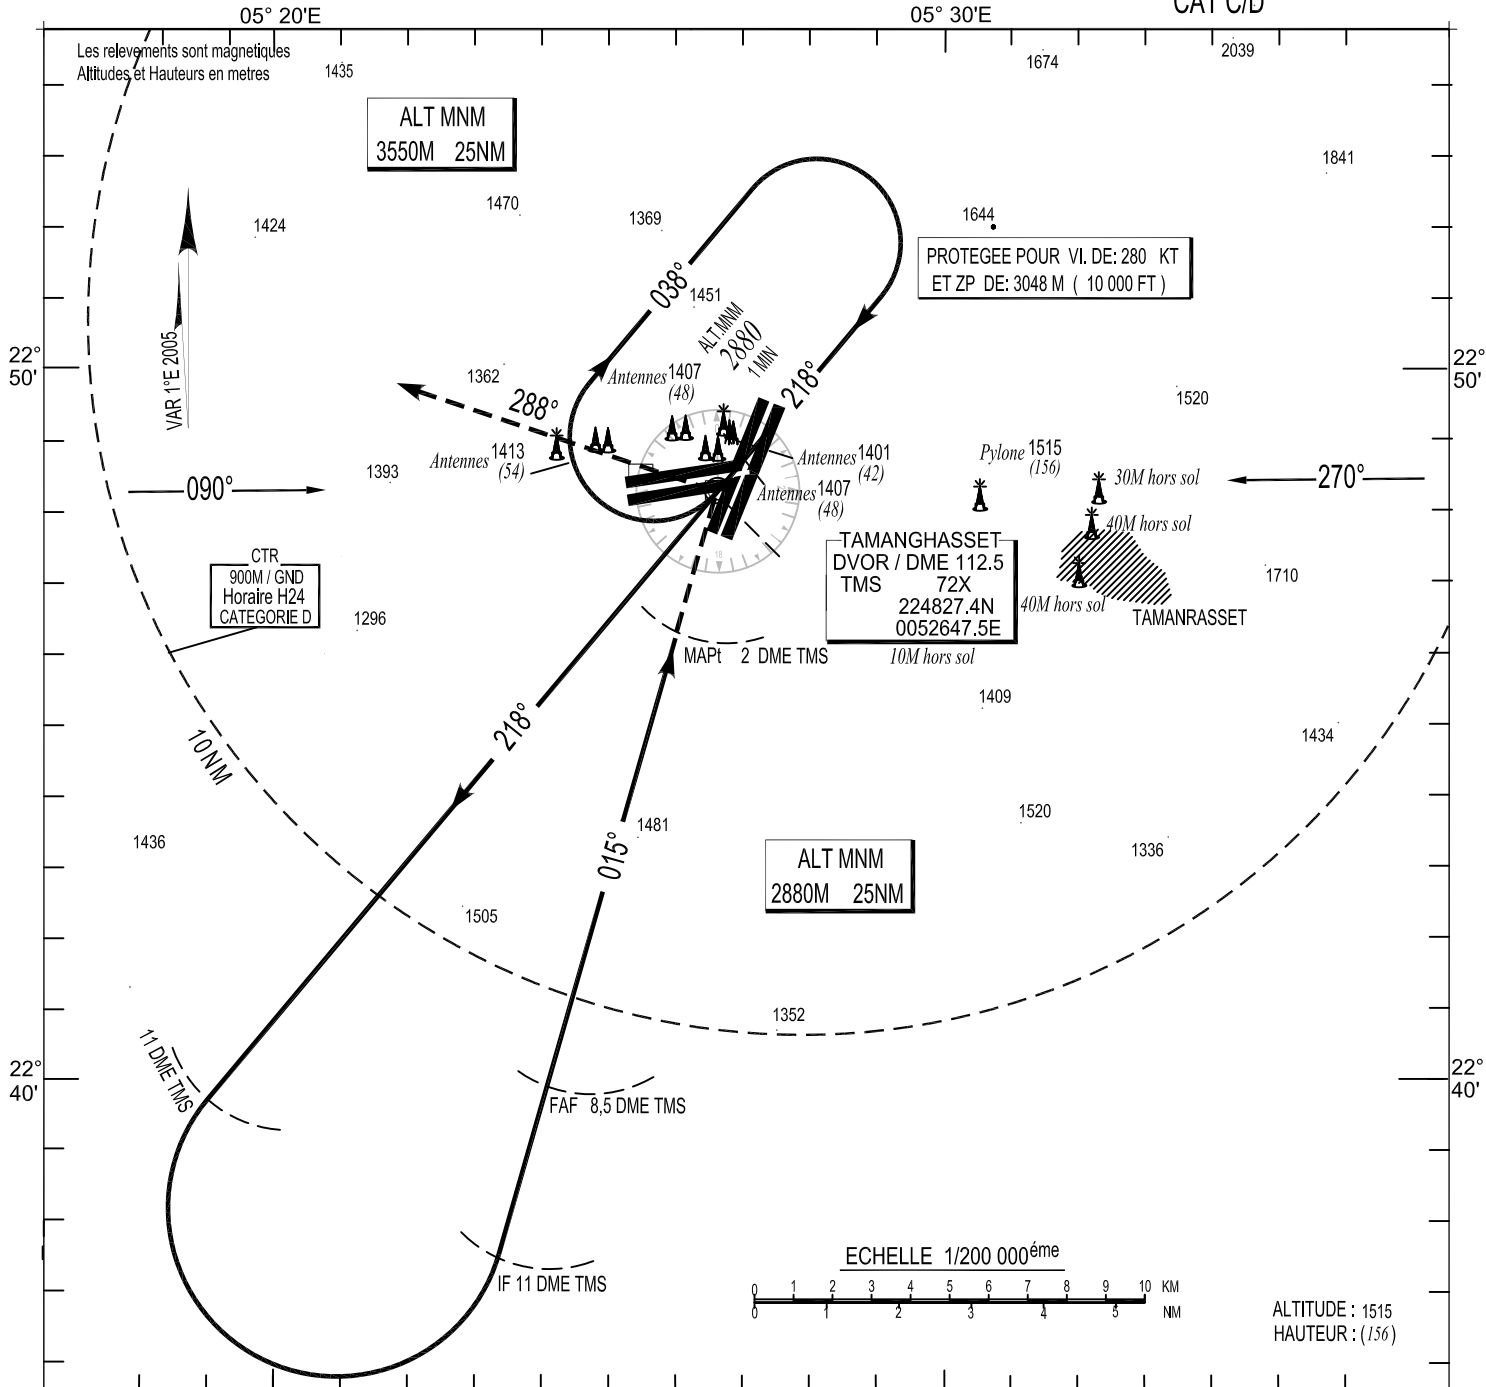 CAT C/D
05° 20'E
05° 30'E
Les relevements sont magnetiques
Altitudes et Hauteurs en metres
1435
1674
2039
ALT MNM
3550M 25NM
1841
1424
1470
1369
1644
PROTEGEE POUR VI. DE: 280 KT
ET ZP DE: 3048 M ( 10 000 FT )
038°
1451
ALT.MNM
2880
1 MIN
VAR 1°E 2005
22°
50'
22°
50'
218°
1362
Antennes 1407
(48)
288°
1520
Antennes 1413
(54)
Antennes 1401
(42)
Pylone 1515
(156)
1393
090°
Antennes 1407
(48)
30M hors sol
270°
40M hors sol
18
TAMANGHASSET
DVOR / DME 112.5
TMS 72X
224827.4N
0052647.5E
CTR
900M / GND
Horaire H24
CATEGORIE D
1710
40M hors sol
TAMANRASSET
1296
MAPt 2 DME TMS
10M hors sol
1409
218°
1434
10NM
1520
1436
1481
1336
015°
ALT MNM
2880M 25NM
1505
1352
11 DME TMS
22°
40'
22°
40'
FAF 8,5 DME TMS
IF 11 DME TMS
ECHELLE 1/200 000éme
0 1 2 3 4 5 6 7 8 9 10 KM
0 1 2 3 4 5 NM
ALTITUDE : 1515
HAUTEUR : (156)